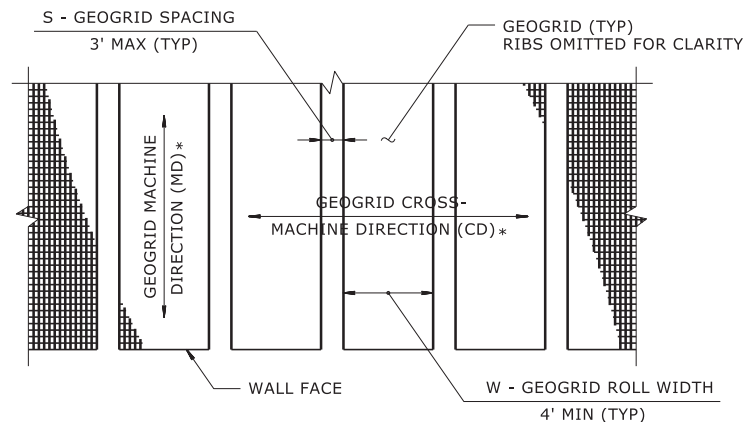 S - GEOGRID SPACING
3' MAX (TYP)
GEOGRID (TYP)
RIBS OMITTED FOR CLARITY
GEOGRID MACHINE
DIRECTION (MD)*
GEOGRID CROSS-
MACHINE DIRECTION (CD)*
WALL FACE
W - GEOGRID ROLL WIDTH
4' MIN (TYP)